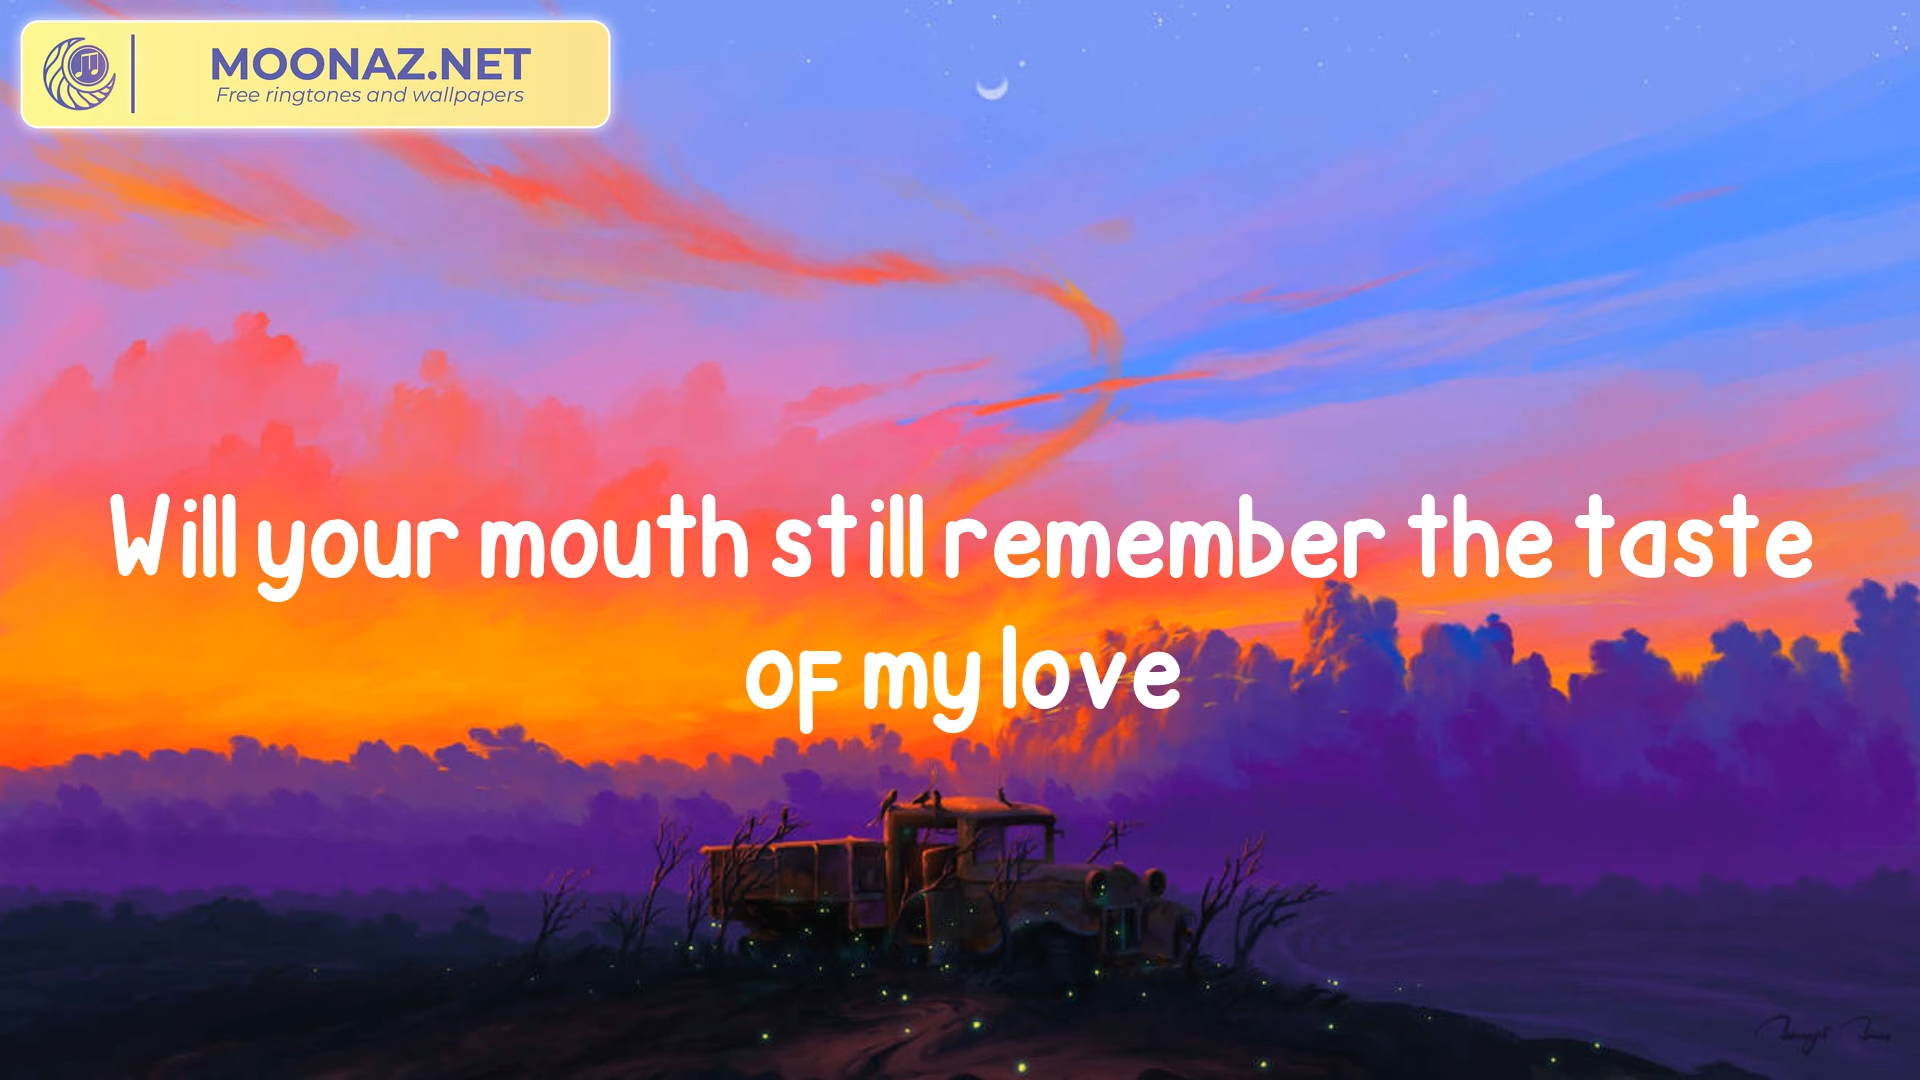 MOONAZ.NET
Free ringtones and wallpapers
Will your mouth still remember the taste
of my love